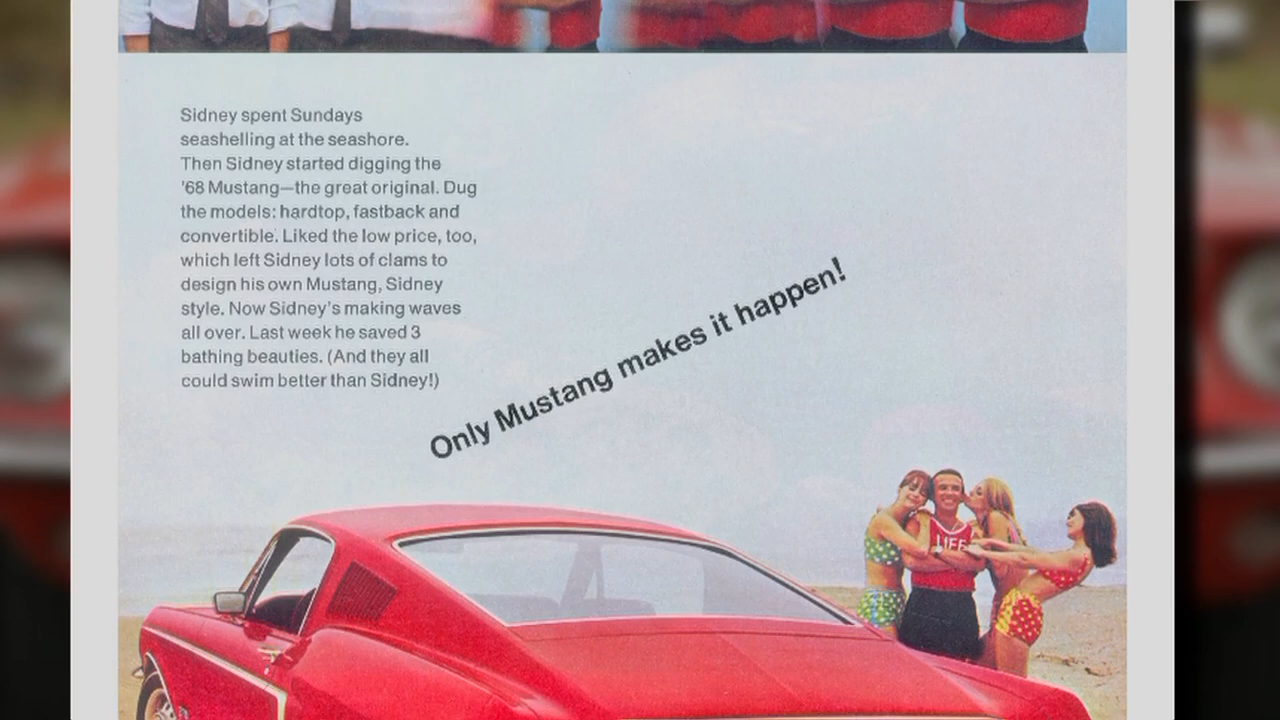 Sidney spent Sundays
seashelling at the seashore.
Then Sidney started digging the
'68 Mustang—the great original. Dug
the models: hardtop, fastback and
convertible. Liked the low price, too,
which left Sidney lots of clams to
design his own Mustang, Sidney
style. Now Sidney's making waves
all over. Last week he saved 3
bathing beauties. (And they all
could swim better than Sidney!)
Only Mustang makes it happen!
LIFE